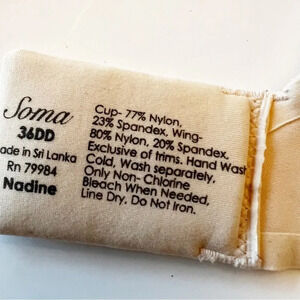 Soma
36DD
ade in Sri Lanka
Rn 79984
Nadine
Cup- 77% Nylon,
23% Spandex, Wing-
80% Nylon, 20% Spandex,
Exclusive of trims. Hand Wash
Cold, Wash separately,
Only Non- Chlorine
Bleach When Needed,
Line Dry, Do Not Iron.